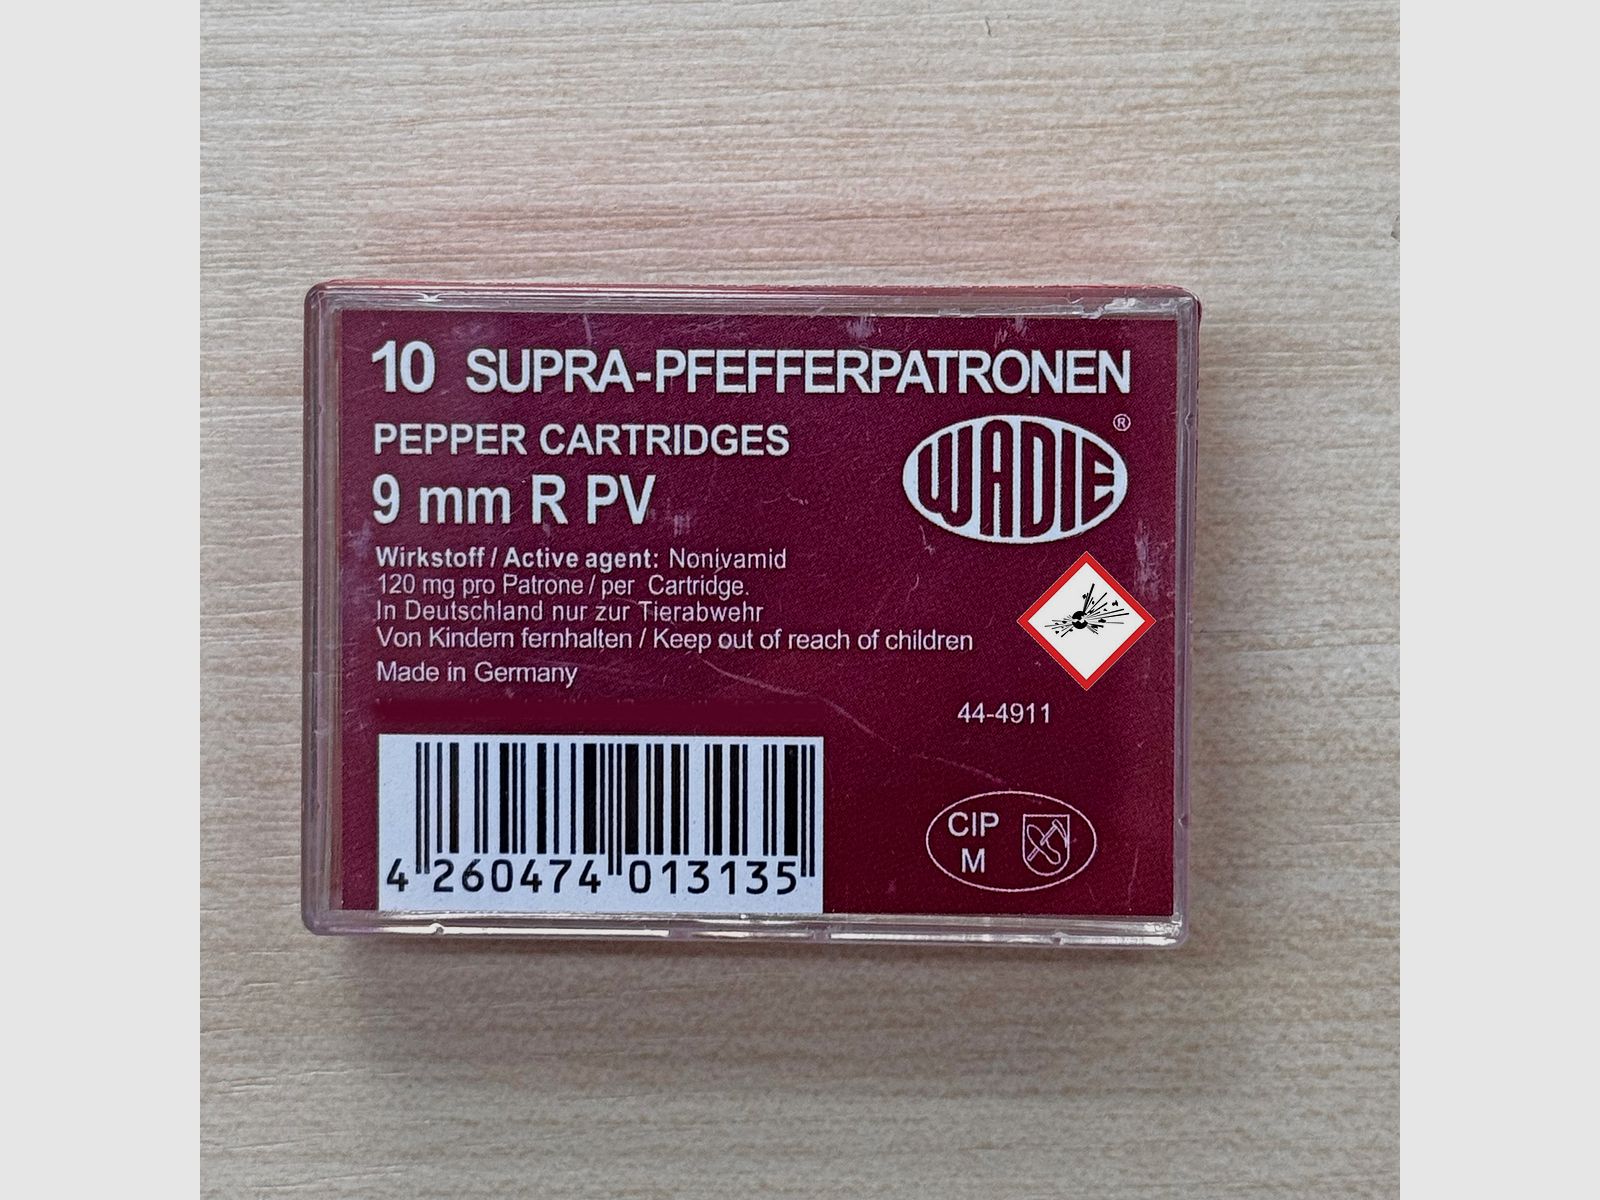 10 SUPRA-PFEFFERPATRONEN
PEPPER CARTRIDGES
9 mm R PV
WADIE ®
Wirkstoff / Active agent: Nonivamid
120 mg pro Patrone / per Cartridge.
In Deutschland nur zur Tierabwehr
Von Kindern fernhalten / Keep out of reach of children
Made in Germany
44-4911
CIP
M
4 260474 013135